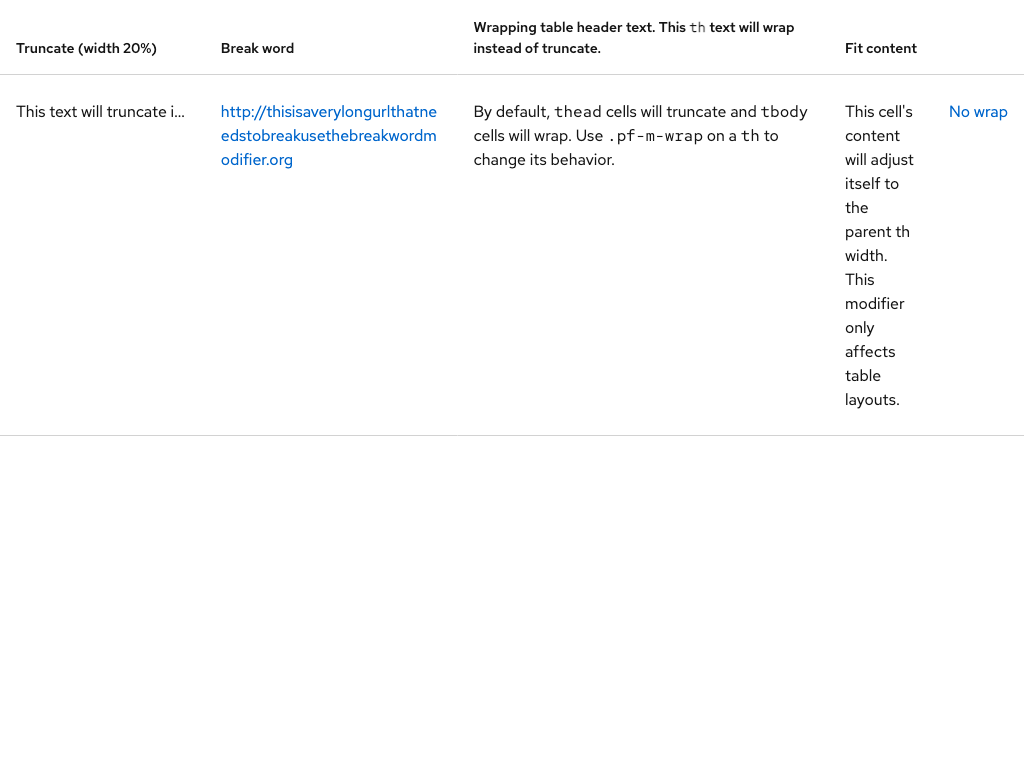 Truncate (width 20%)
Break word
Wrapping table header text. This th text will wrap
instead of truncate.
Fit content
This text will truncate i...
http://thisisaverylongurlthatne
edstobreakusethebreakwordm
odifier.org
By default, thead cells will truncate and tbody
cells will wrap. Use .pf-m-wrap on a th to
change its behavior.
This cell's
content
will adjust
itself to
the
parent th
width.
This
modifier
only
affects
table
layouts.
No wrap